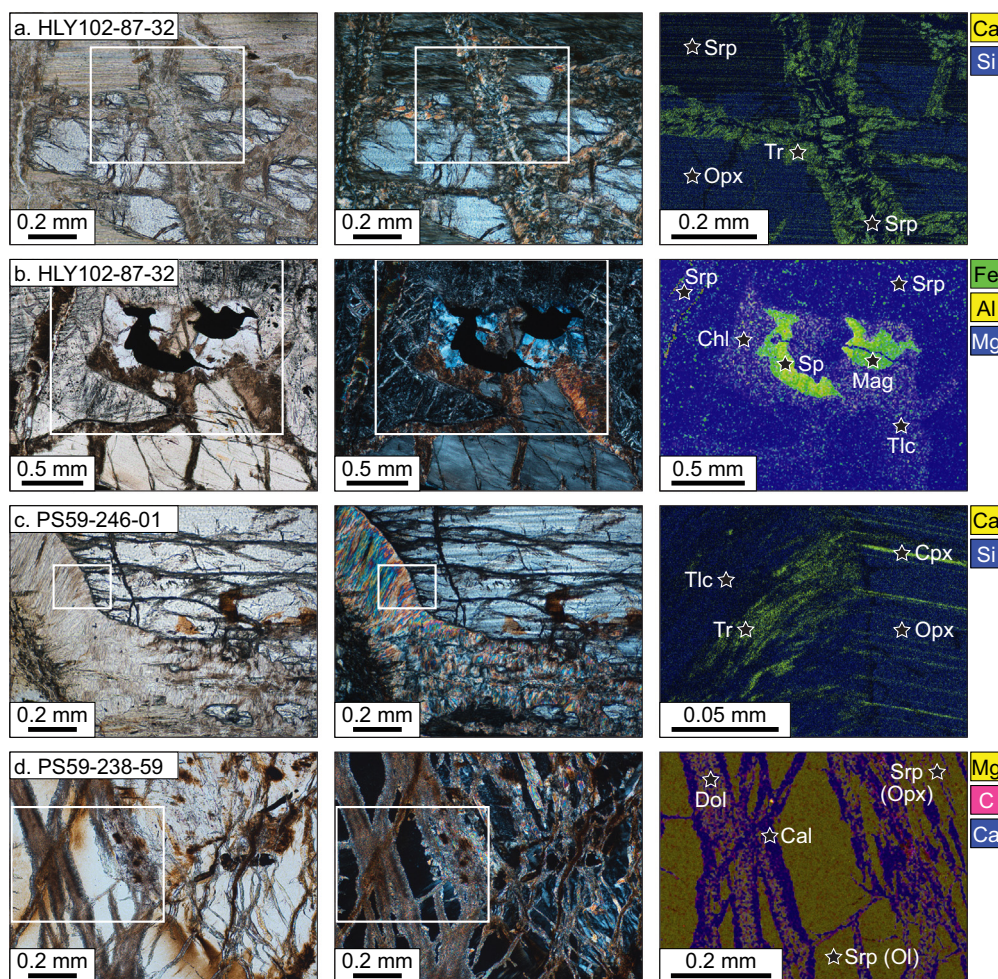 a. HLY102-87-32
0.2 mm
0.2 mm
Srp
Tr
Opx
Srp
0.2 mm
Ca
Si
b. HLY102-87-32
0.5 mm
0.5 mm
Srp
Srp
Chl
Sp
Mag
Tlc
0.5 mm
Fe
Al
Mg
c. PS59-246-01
0.2 mm
0.2 mm
Cpx
Tlc
Tr
Opx
0.05 mm
Ca
Si
d. PS59-238-59
0.2 mm
0.2 mm
Dol
Srp
(Opx)
Cal
Srp (Ol)
0.2 mm
Mg
C
Ca